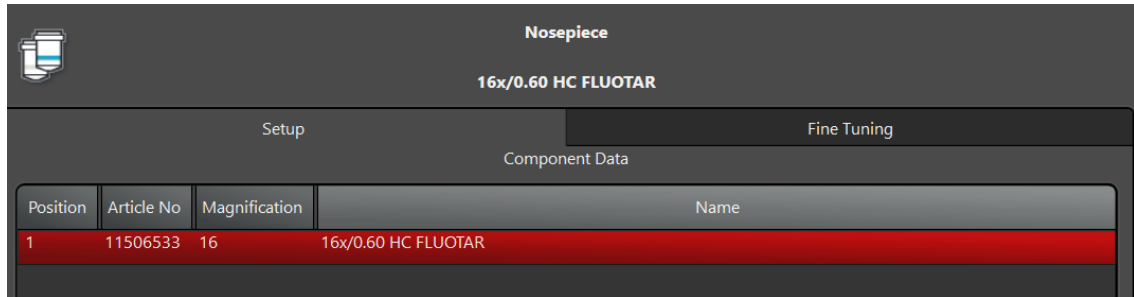 Nosepiece
16x/0.60 HC FLUOTAR
Setup Fine Tuning
Component Data
Position Article No Magnification Name
1 11506533 16 16x/0.60 HC FLUOTAR